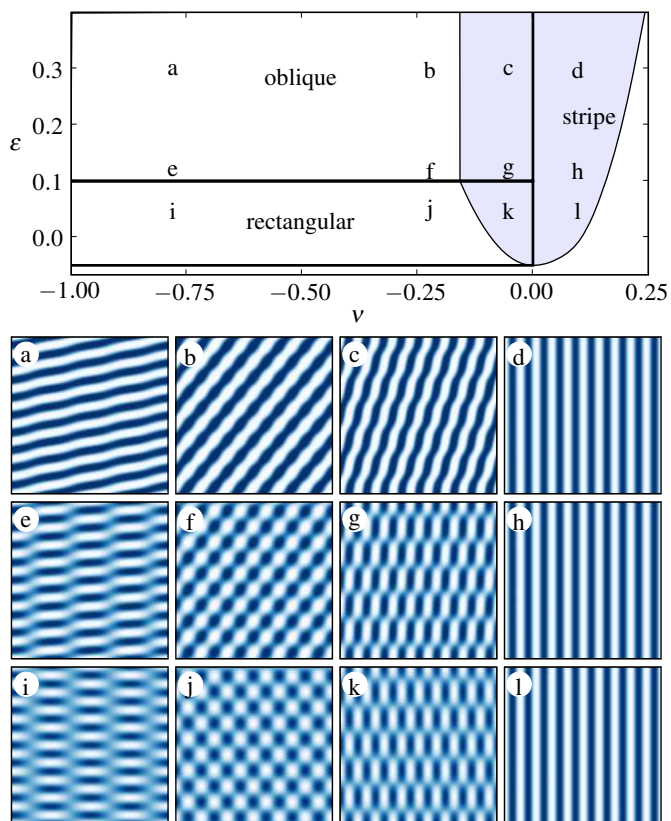 0.3 a oblique b c d
ε 0.2 stripe
0.1 e f g h
0.0 i rectangular j k l
−1.00 −0.75 −0.50 −0.25 0.00 0.25
ν
a b c d
e f g h
i j k l